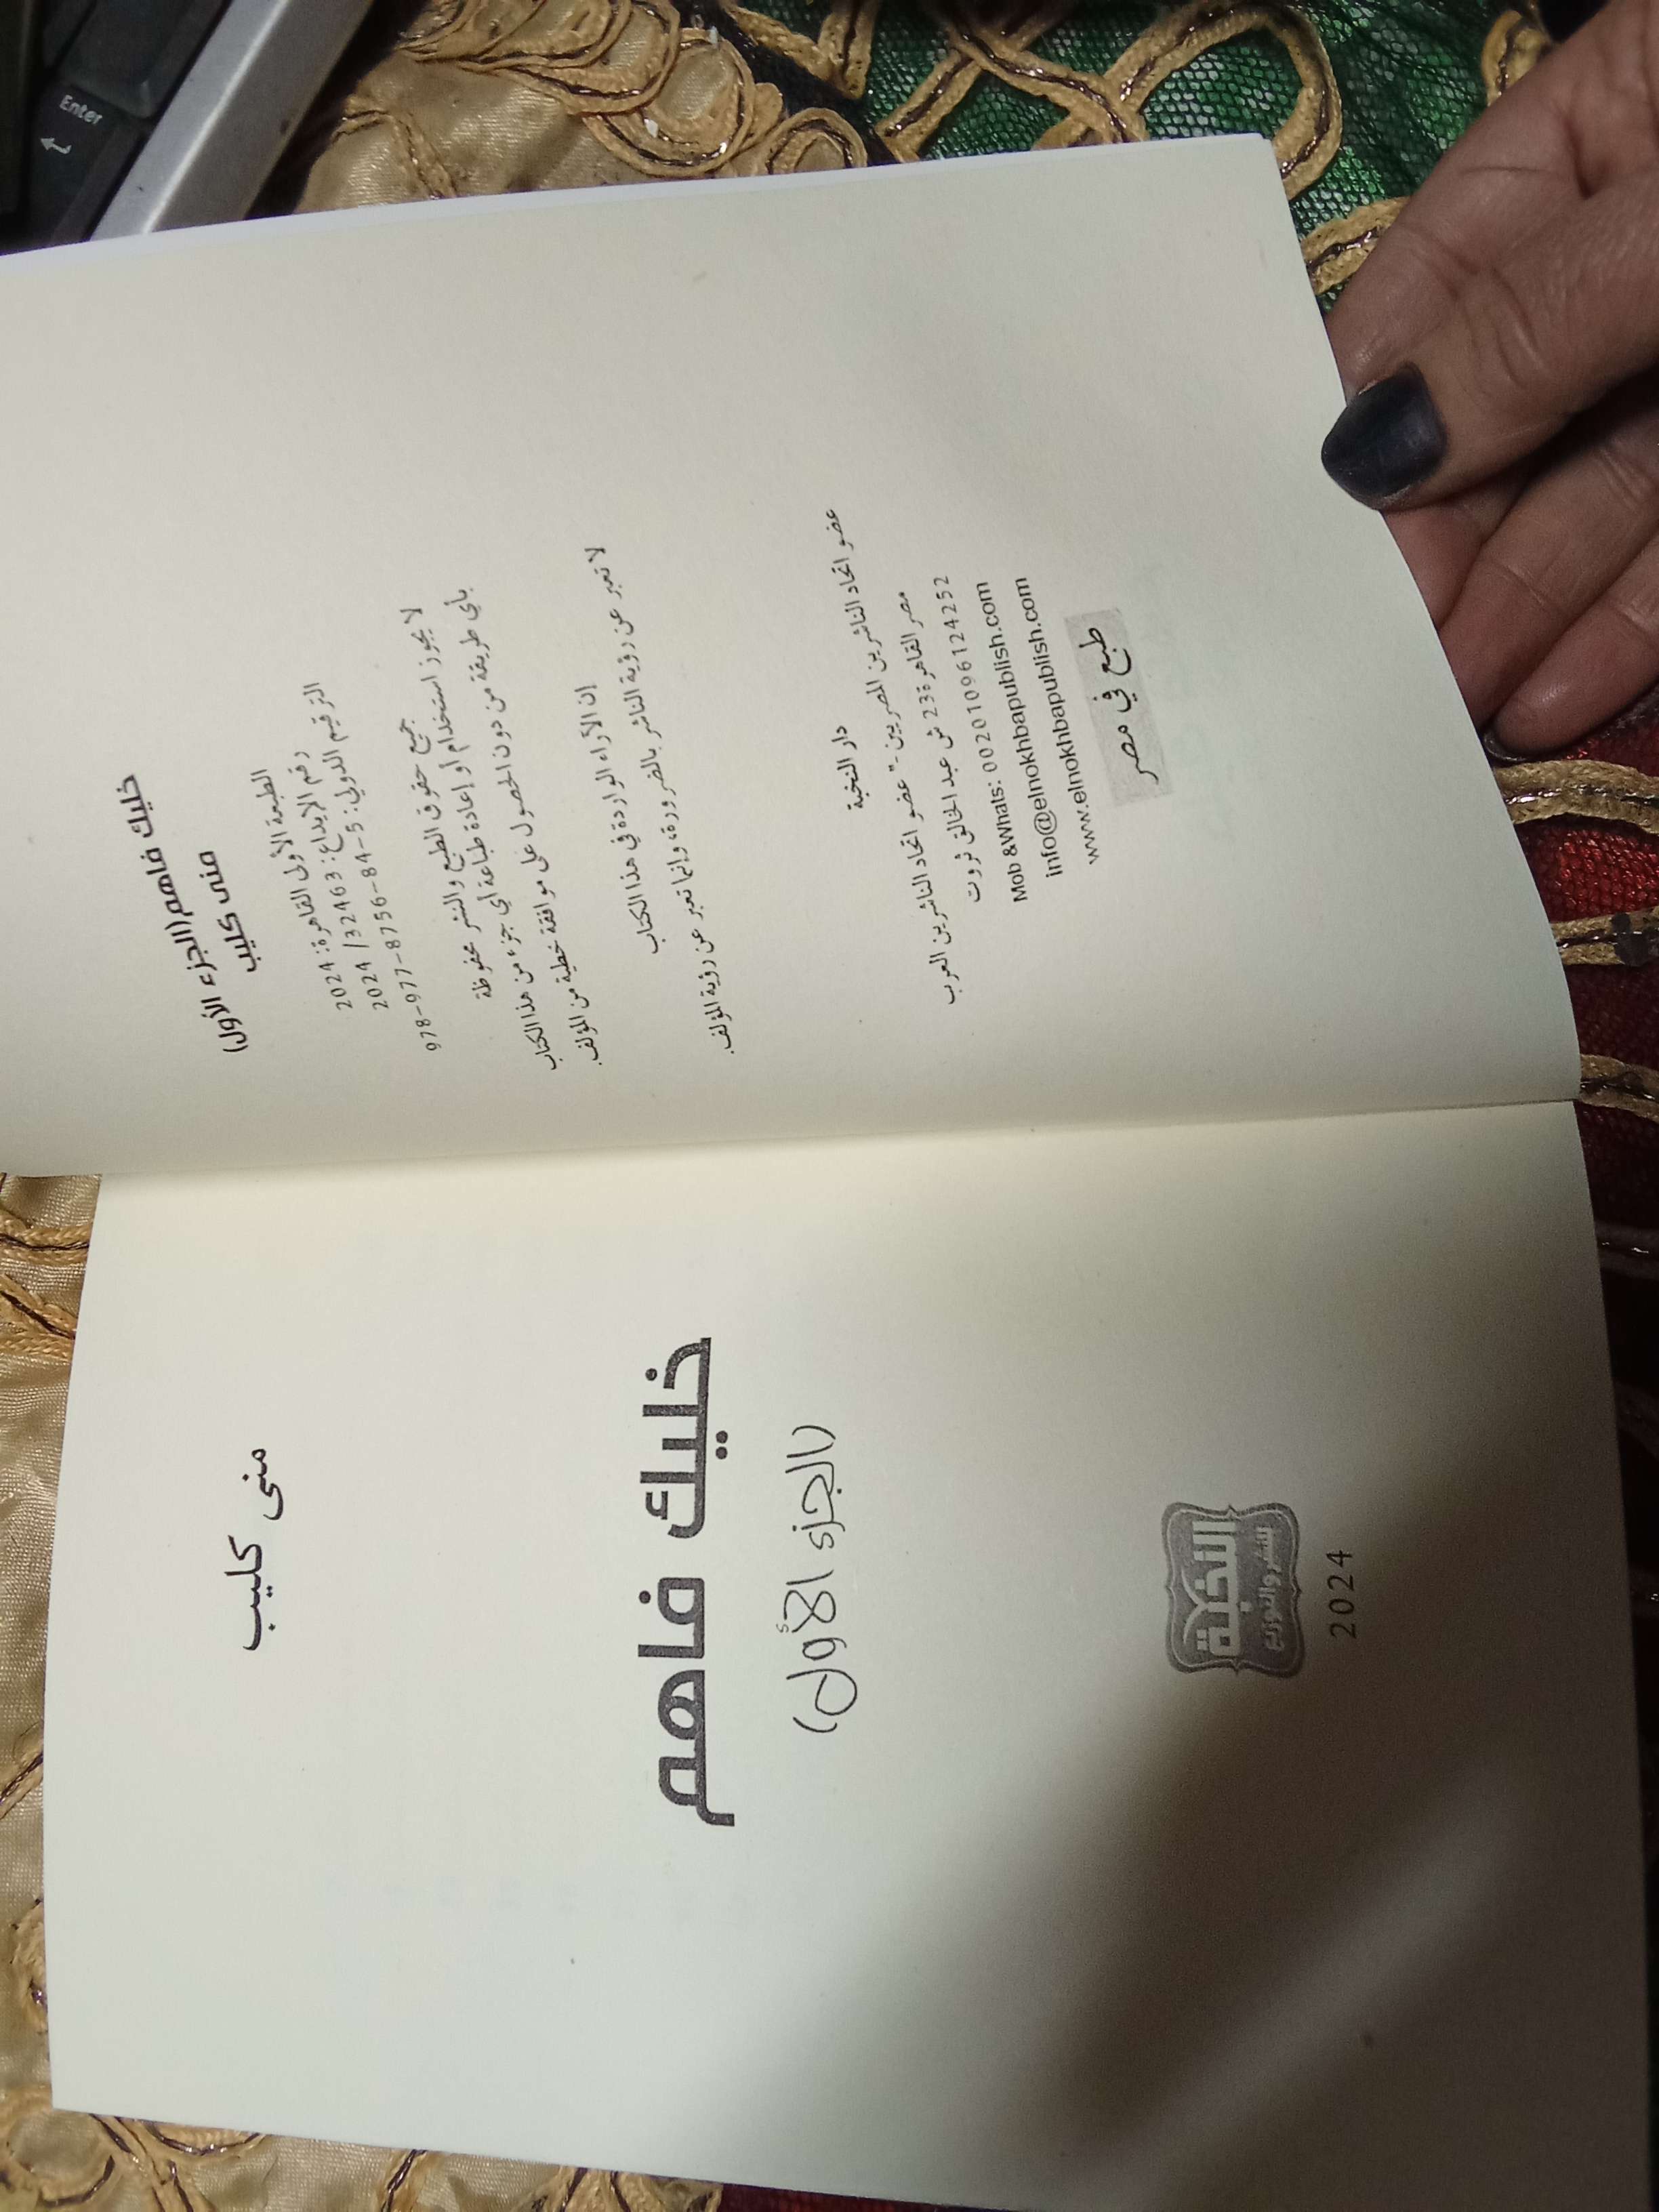 منى كليب
خليك فاهم
(الجزء الأول)
النخبة
للنشر والتوزيع
2024
خليك فاهم (الجزء الأول)
منى كليب
الطبعة الأولى القاهرة: 2024
رقم الإيداع: 32463/ 2024
الترقيم الدولي: 5-84-8756-977-978
جميع حقوق الطبع والنشر محفوظة
لا يجوز استخدام أو إعادة طباعة أي جزء من هذا الكتاب
بأي طريقة من دون الحصول على موافقة خطية من المؤلف.
إن الآراء الواردة في هذا الكتاب
لا تعبر عن رؤية الناشر بالضرورة، وإنما تعبر عن رؤية المؤلف.
دار النخبة
عضو اتحاد الناشرين المصريين - عضو اتحاد الناشرين العرب
مصر القاهرة 23 ش عبد الخالق ثروت
Mob &Whats: 00201096124252
info@elnokhbapublish.com
www.elnokhbapublish.com
طبع في مصر
Enter